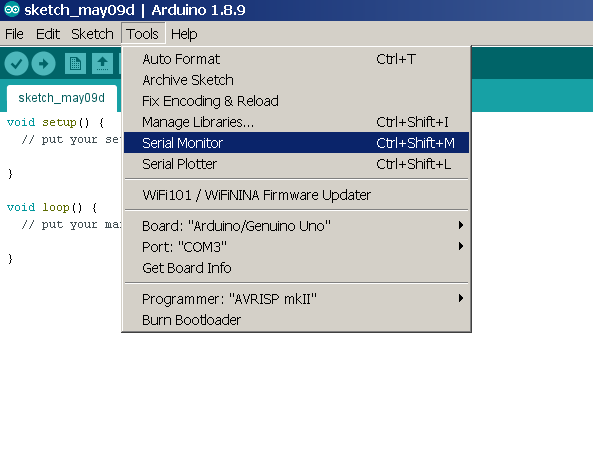 sketch_may09d | Arduino 1.8.9
File Edit Sketch Tools Help
Auto Format Ctrl+T
Archive Sketch
sketch_may09d
Fix Encoding & Reload
Manage Libraries... Ctrl+Shift+I
Serial Monitor Ctrl+Shift+M
Serial Plotter Ctrl+Shift+L
WiFi101 / WiFiNINA Firmware Updater
Board: "Arduino/Genuino Uno"
Port: "COM3"
Get Board Info
Programmer: "AVRISP mkII"
Burn Bootloader
void setup() {
// put your
}
void loop() {
// put your
}